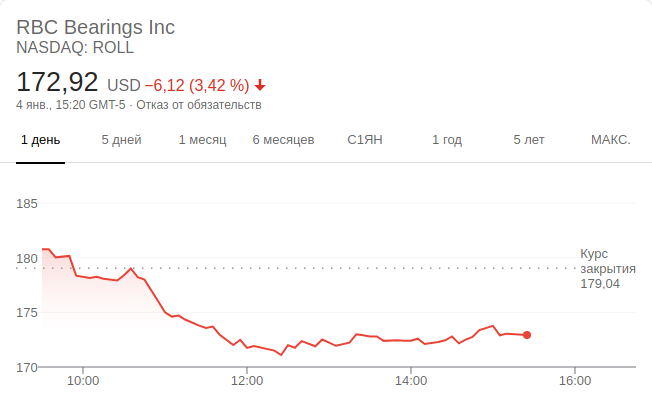 RBC Bearings Inc
NASDAQ: ROLL
172,92 USD −6,12 (3,42 %)
4 янв., 15:20 GMT-5 · Отказ от обязательств
1 день 5 дней 1 месяц 6 месяцев С1ЯН 1 год 5 лет МАКС.
185
180
175
170
Курс
закрытия
179,04
10:00 12:00 14:00 16:00